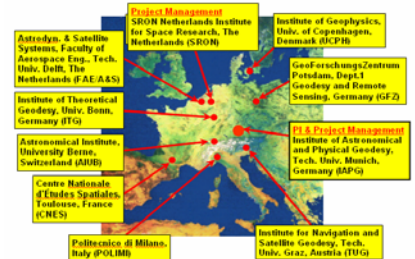 Project Management
SRON Netherlands Institute
for Space Research, The
Netherlands (SRON)
Astrodyn. & Satellite
Systems, Faculty of
Aerospace Eng., Tech.
Univ. Delft, The
Netherlands (FAE/A&S)
Institute of Theoretical
Geodesy, Univ. Bonn,
Germany (ITG)
Astronomical Institute,
University Berne,
Switzerland (AIUB)
Centre Nationale
d'Études Spatiales,
Toulouse, France
(CNES)
Politecnico di Milano,
Italy (POLIMI)
Institute of Geophysics,
Univ. of Copenhagen,
Denmark (UCPH)
GeoForschungsZentrum
Potsdam, Dept.1
Geodesy and Remote
Sensing, Germany (GFZ)
PI & Project Management
Institute of Astronomical
and Physical Geodesy,
Tech. Univ. Munich,
Germany (IAPG)
Institute for Navigation and
Satellite Geodesy, Tech.
Univ. Graz, Austria (TUG)